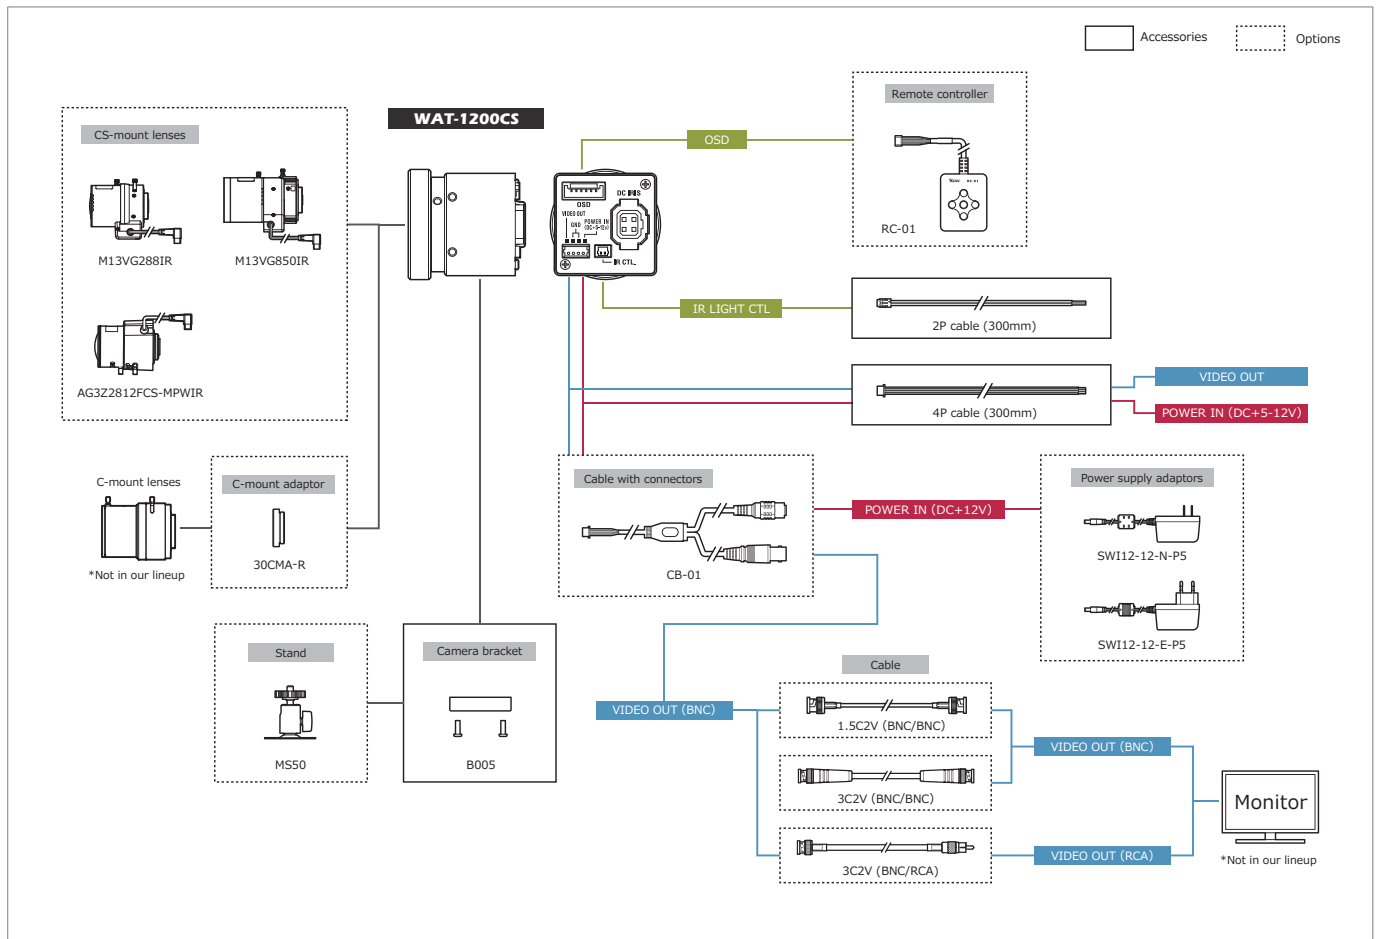 Accessories
Options
Remote controller
WAT-1200CS
CS-mount lenses
OSD
DC IRIS
OSD
VIDEO OUT
GND
POWER IN
(DC+5-12V)
IR CTL.
RC-01
RC-01
M13VG288IR
M13VG850IR
IR LIGHT CTL
2P cable (300mm)
AG3Z2812FCS-MPWIR
VIDEO OUT
4P cable (300mm)
POWER IN (DC+5-12V)
C-mount lenses
C-mount adaptor
Cable with connectors
Power supply adaptors
POWER IN (DC+12V)
SWI12-12-N-P5
30CMA-R
*Not in our lineup
CB-01
SWI12-12-E-P5
Stand
Camera bracket
Cable
VIDEO OUT (BNC)
1.5C2V (BNC/BNC)
VIDEO OUT (BNC)
MS50
B005
3C2V (BNC/BNC)
Monitor
VIDEO OUT (RCA)
*Not in our lineup
3C2V (BNC/RCA)